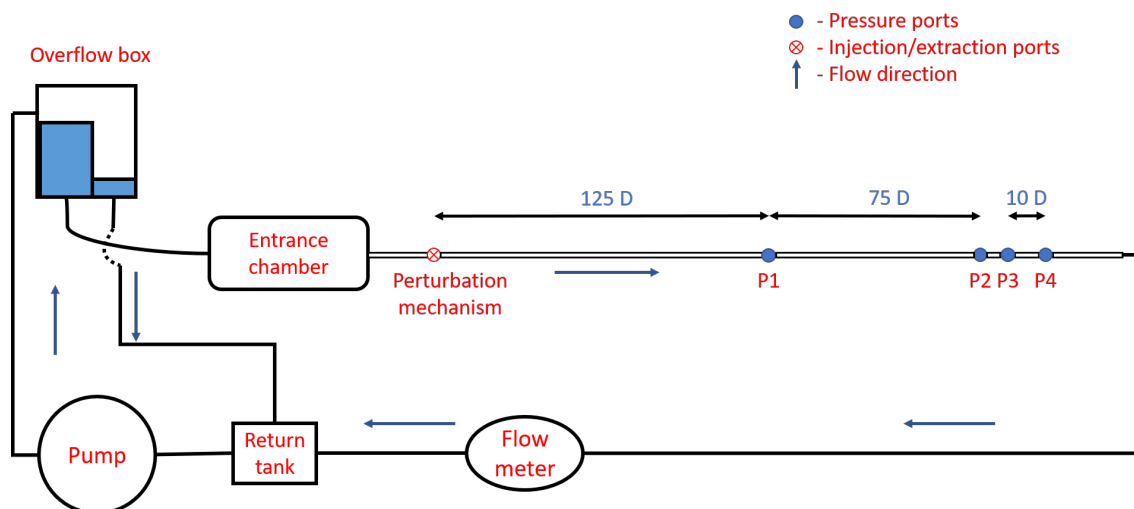 - Pressure ports
- Injection/extraction ports
- Flow direction
Overflow box
125 D
75 D
10 D
Entrance
chamber
Perturbation
mechanism
P1
P2
P3
P4
Pump
Return
tank
Flow
meter